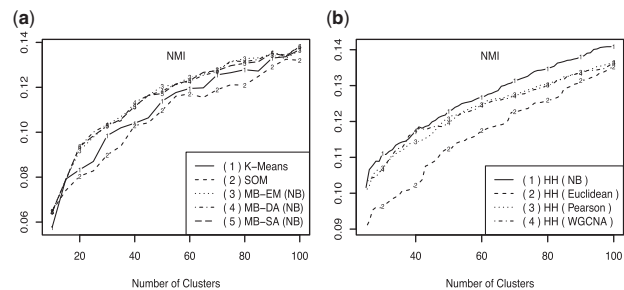 (a)
NMI
0.14
0.12
0.10
0.08
0.06
( 1 ) K−Means
( 2 ) SOM
( 3 ) MB−EM (NB)
( 4 ) MB−DA (NB)
( 5 ) MB−SA (NB)
20 40 60 80 100
Number of Clusters
(b)
NMI
0.14
0.13
0.12
0.11
0.10
0.09
( 1 ) HH ( NB )
( 2 ) HH ( Euclidean )
( 3 ) HH ( Pearson )
( 4 ) HH ( WGCNA )
40 60 80 100
Number of Clusters